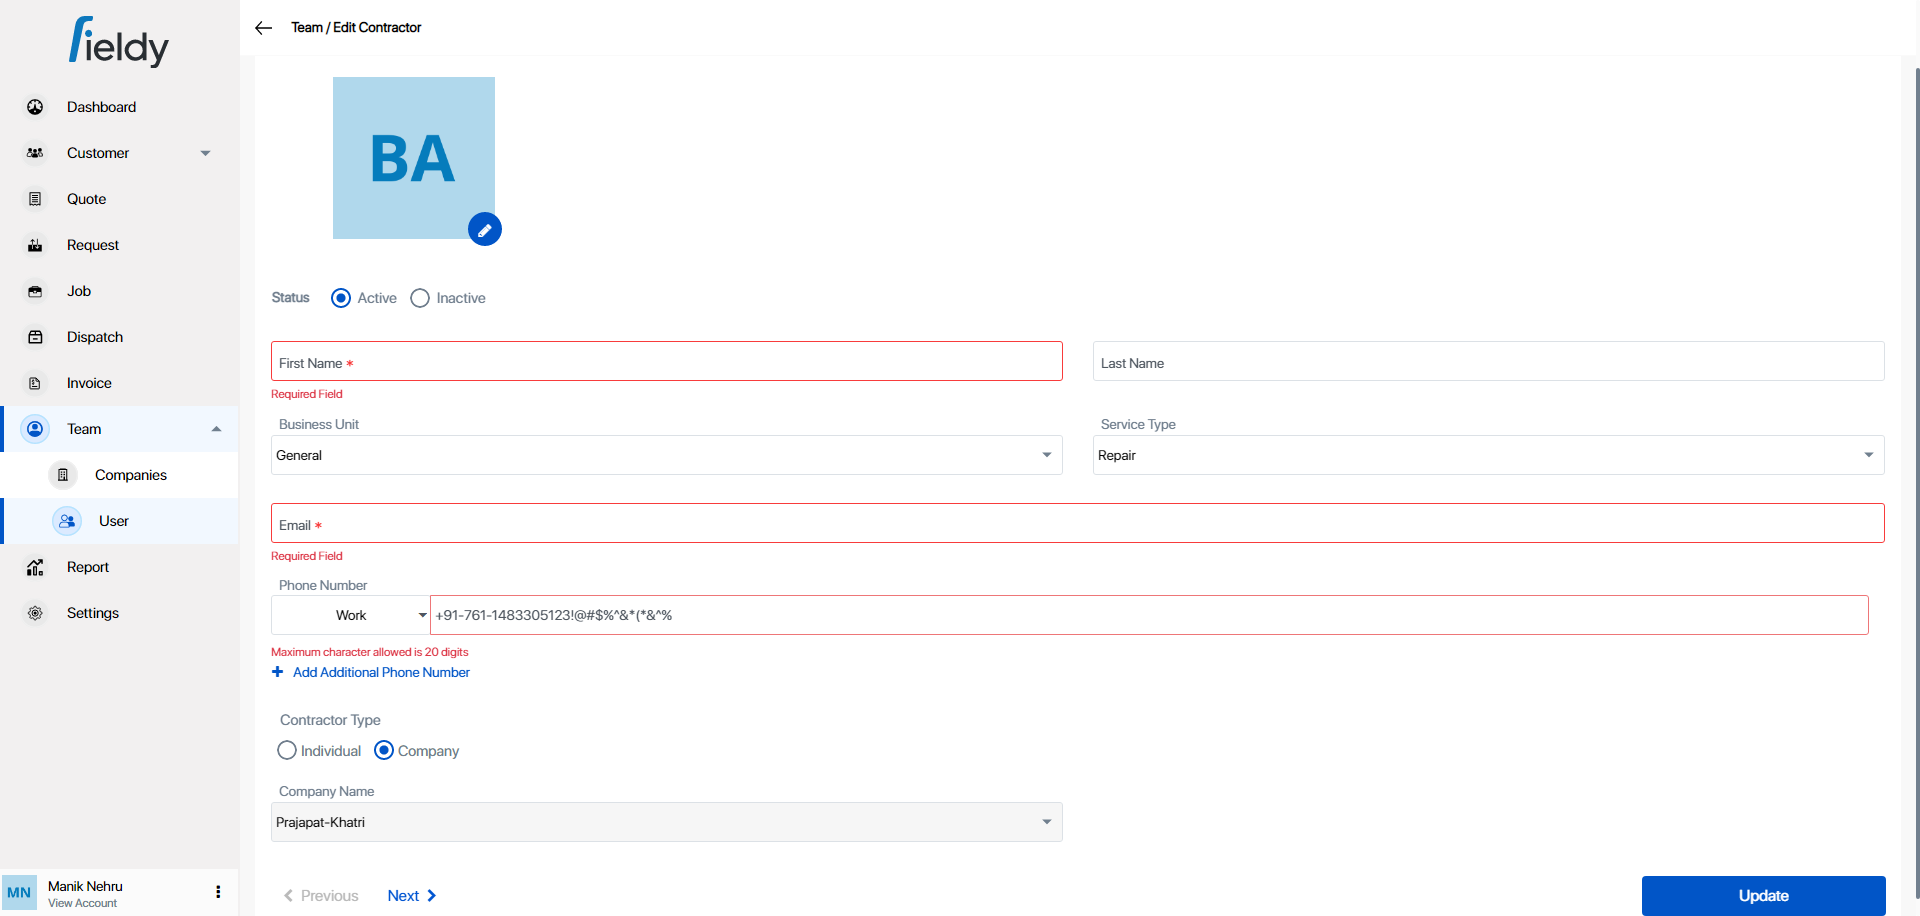 fieldy
Dashboard
Customer
Quote
Request
Job
Dispatch
Invoice
Team
Companies
User
Report
Settings
MN
Manik Nehru
View Account
Team / Edit Contractor
BA
Status Active Inactive
First Name *
Last Name
Required Field
Business Unit
Service Type
General
Repair
Email *
Required Field
Phone Number
Work +91-761-1483305123!@#$%^&*(*&^%
Maximum character allowed is 20 digits
+ Add Additional Phone Number
Contractor Type
Individual Company
Company Name
Prajapat-Khatri
Previous Next
Update